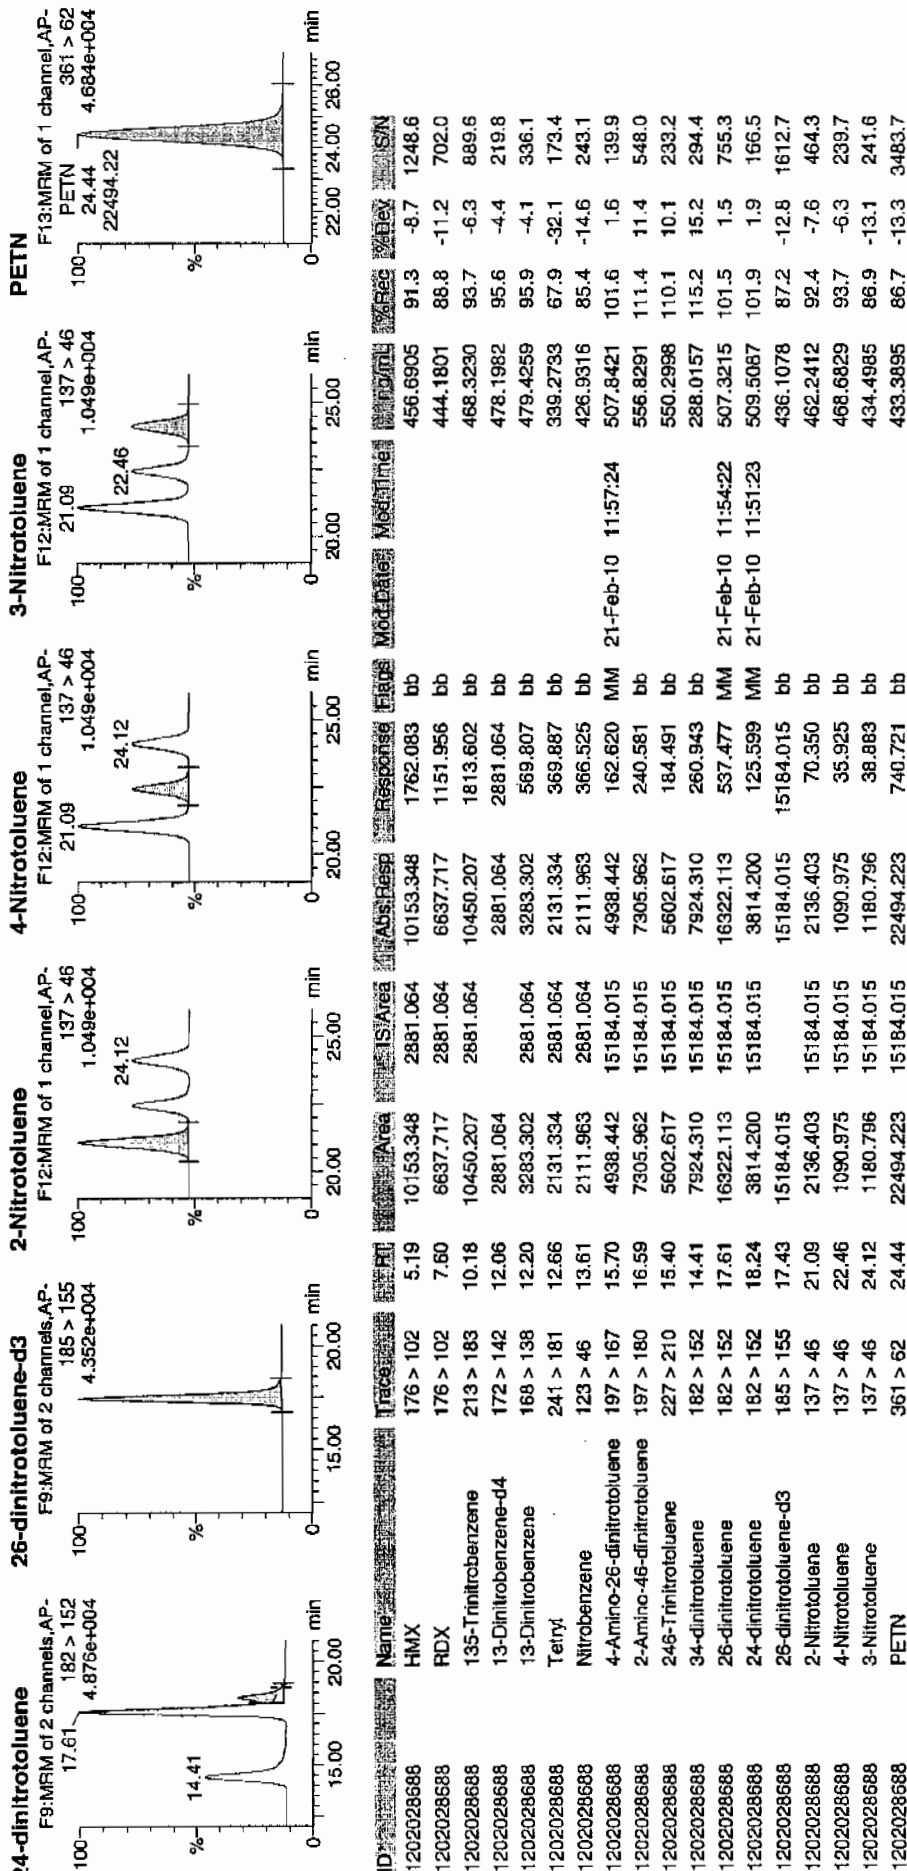 24-dinitrotoluene
F9:MRM of 2 channels,AP-
182 > 152
4.876e+004
17.61
14.41
100
%
0
15.00 20.00 min
26-dinitrotoluene-d3
F9:MRM of 2 channels,AP-
185 > 155
4.352e+004
100
%
0
15.00 20.00 min
2-Nitrotoluene
F12:MRM of 1 channel,AP-
137 > 46
1.049e+004
24.12
100
%
0
20.00 25.00 min
4-Nitrotoluene
F12:MRM of 1 channel,AP-
21.09 137 > 46
1.049e+004
24.12
100
%
0
20.00 25.00 min
3-Nitrotoluene
F12:MRM of 1 channel,AP-
21.09 137 > 46
1.049e+004
22.46
100
%
0
20.00 25.00 min
PETN
F13:MRM of 1 channel,AP-
PETN 361 > 62
24.44 4.684e+004
22494.22
100
%
0
22.00 24.00 26.00 min
ID Name Trace RT Area IS Area Abs.Resp Response Flags Mod.Date Mod.Time ng/mL %Rec %Dev S/N
1202028688 HMX 176 > 102 5.19 10153.348 2881.064 10153.348 1762.083 bb 456.6905 91.3 -8.7 1248.6
1202028688 RDX 176 > 102 7.60 6637.717 2881.064 6637.717 1151.956 bb 444.1801 88.8 -11.2 702.0
1202028688 135-Trinitrobenzene 213 > 183 10.18 10450.207 2881.064 10450.207 1813.602 bb 468.3230 93.7 -6.3 889.6
1202028688 13-Dinitrobenzene-d4 172 > 142 12.06 2881.064 2881.064 2881.064 bb 478.1982 95.6 -4.4 219.8
1202028688 13-Dinitrobenzene 168 > 138 12.20 3283.302 2881.064 3283.302 569.807 bb 479.4259 95.9 -4.1 336.1
1202028688 Tetryl 241 > 181 12.66 2131.334 2881.064 2131.334 369.887 bb 339.2733 67.9 -32.1 173.4
1202028688 Nitrobenzene 123 > 46 13.61 2111.963 2881.064 2111.963 366.525 bb 426.9316 85.4 -14.6 243.1
1202028688 4-Amino-26-dinitrotoluene 197 > 167 15.70 4938.442 15184.015 4938.442 162.620 MM 21-Feb-10 11:57:24 507.8421 101.6 1.6 139.9
1202028688 2-Amino-46-dinitrotoluene 197 > 180 16.59 7305.962 15184.015 7305.962 240.581 bb 556.8291 111.4 11.4 548.0
1202028688 246-Trinitrotoluene 227 > 210 15.40 5602.617 15184.015 5602.617 184.491 bb 550.2998 110.1 10.1 233.2
1202028688 34-dinitrotoluene 182 > 152 14.41 7924.310 15184.015 7924.310 260.943 bb 288.0157 115.2 15.2 294.4
1202028688 26-dinitrotoluene 182 > 152 17.61 16322.113 15184.015 16322.113 537.477 MM 21-Feb-10 11:54:22 507.3215 101.5 1.5 755.3
1202028688 24-dinitrotoluene 182 > 152 18.24 3814.200 15184.015 3814.200 125.599 MM 21-Feb-10 11:51:23 509.5087 101.9 1.9 166.5
1202028688 26-dinitrotoluene-d3 185 > 155 17.43 15184.015 15184.015 15184.015 bb 436.1078 87.2 -12.8 1612.7
1202028688 2-Nitrotoluene 137 > 46 21.09 2136.403 15184.015 2136.403 70.350 bb 462.2412 92.4 -7.6 464.3
1202028688 4-Nitrotoluene 137 > 46 22.46 1090.975 15184.015 1090.975 35.925 bb 468.6829 93.7 -6.3 239.7
1202028688 3-Nitrotoluene 137 > 46 24.12 1180.796 15184.015 1180.796 38.883 bb 434.4985 86.9 -13.1 241.6
1202028688 PETN 361 > 62 24.44 22494.223 15184.015 22494.223 740.721 bb 433.3895 86.7 -13.3 3483.7